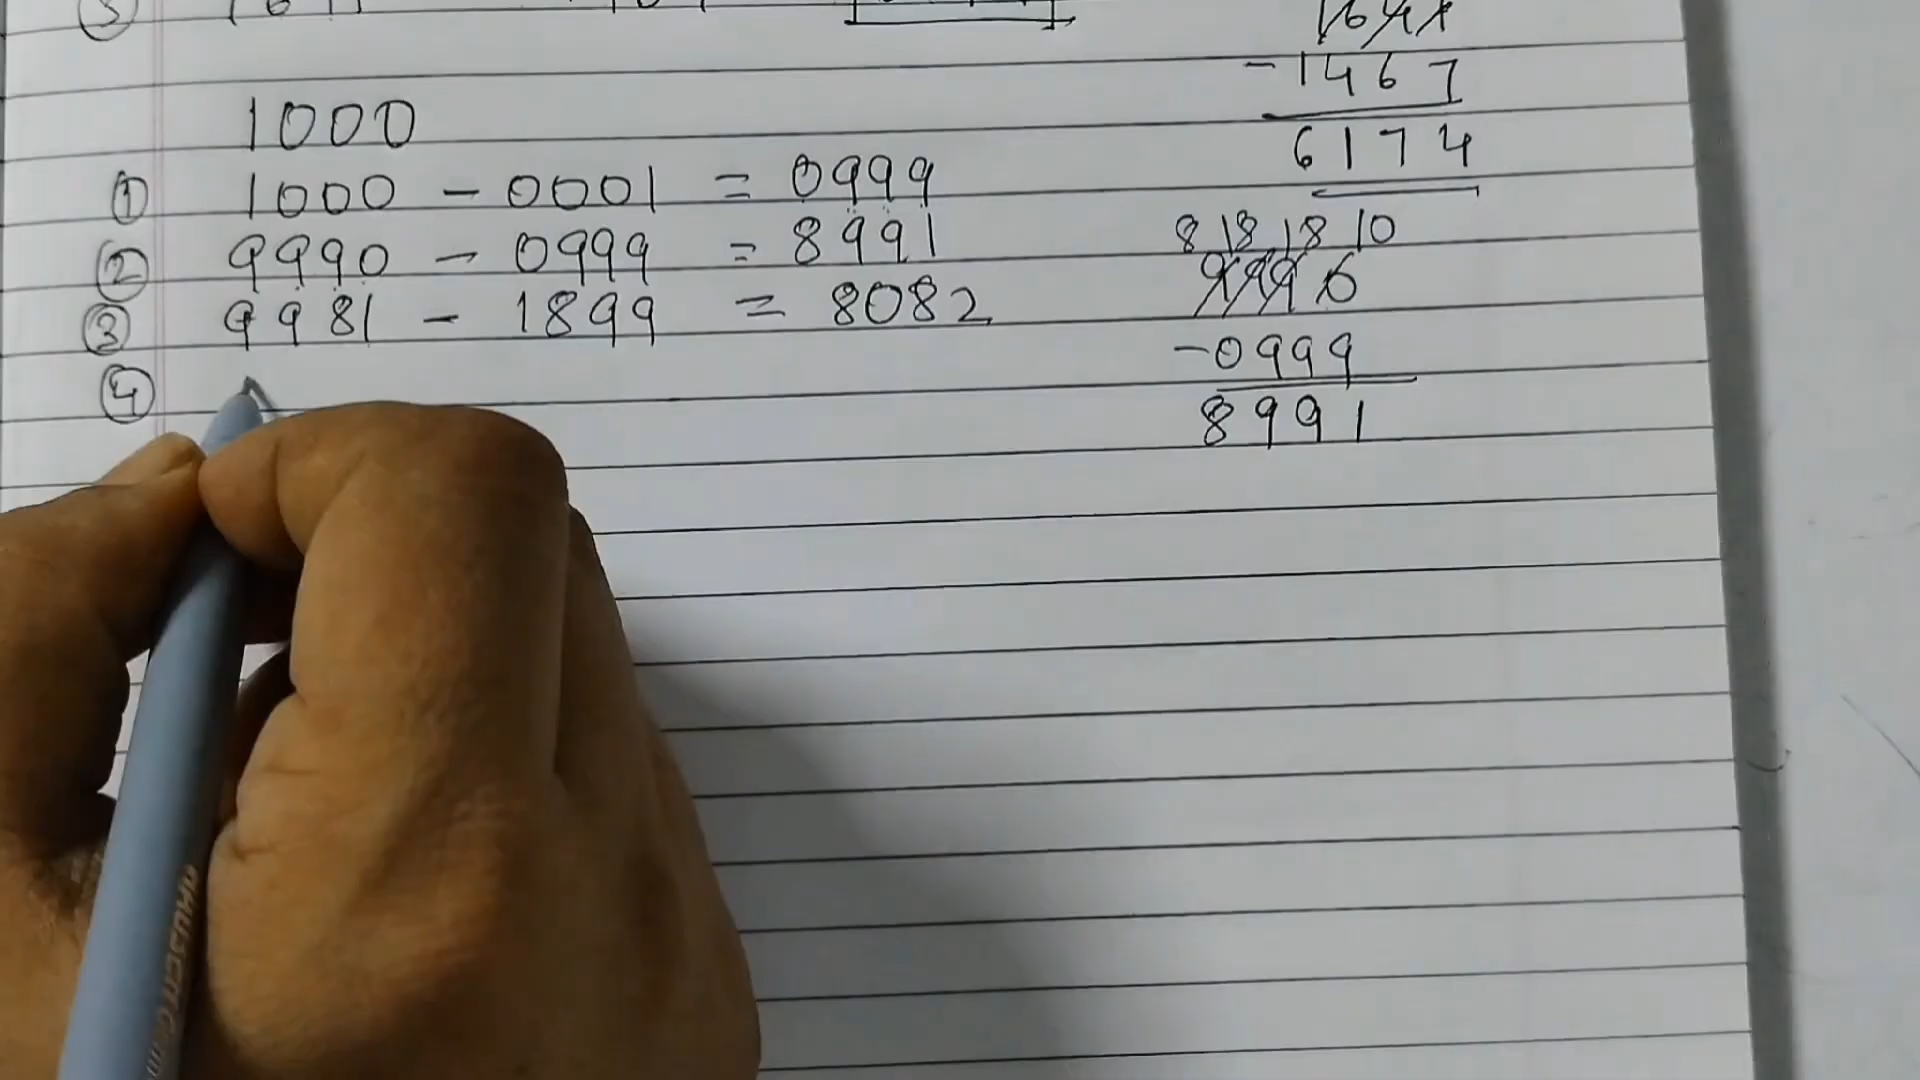 1000
① 1000 - 0001 = 0999
② 9990 - 0999 = 8991
③ 9981 - 1899 = 8082
④
- 1467
6174
8 18 18 10
9990
- 0999
8991